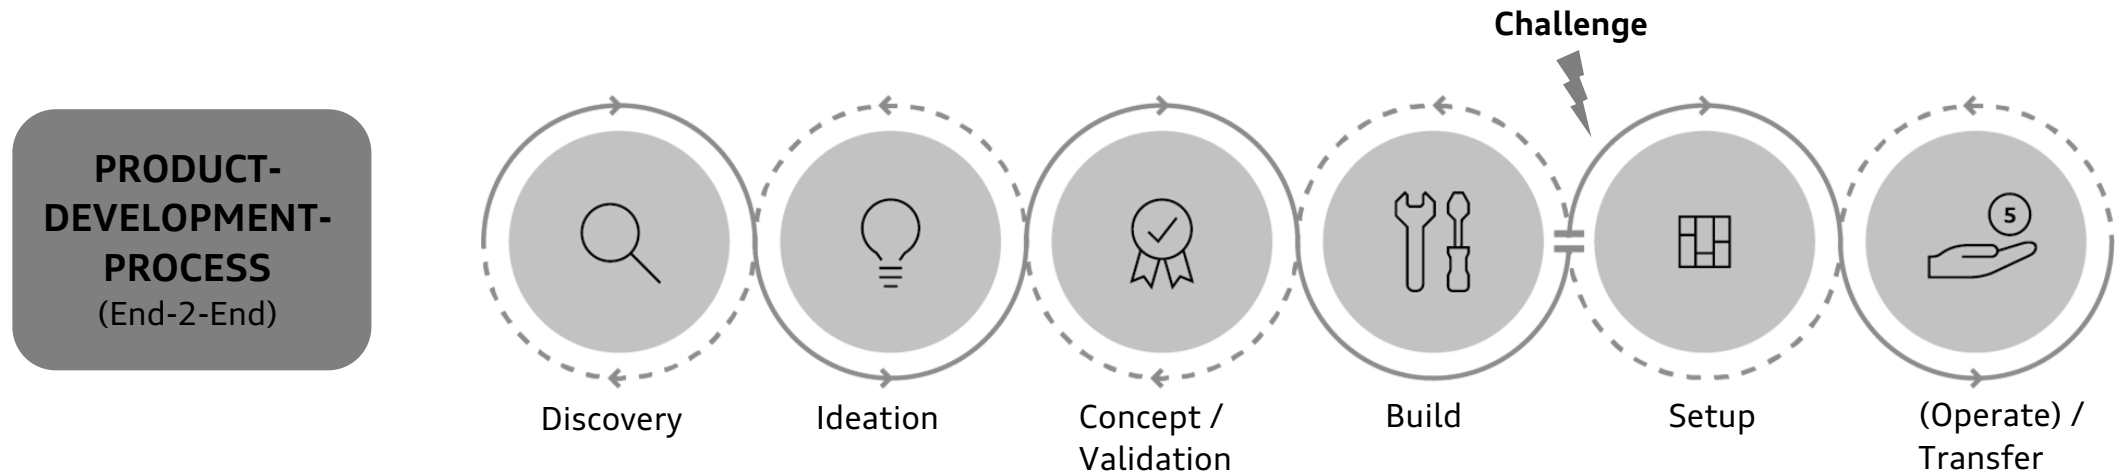 Challenge
PRODUCT-
DEVELOPMENT-
PROCESS
(End-2-End)
5
Discovery
Ideation
Concept /
Validation
Build
Setup
(Operate) /
Transfer